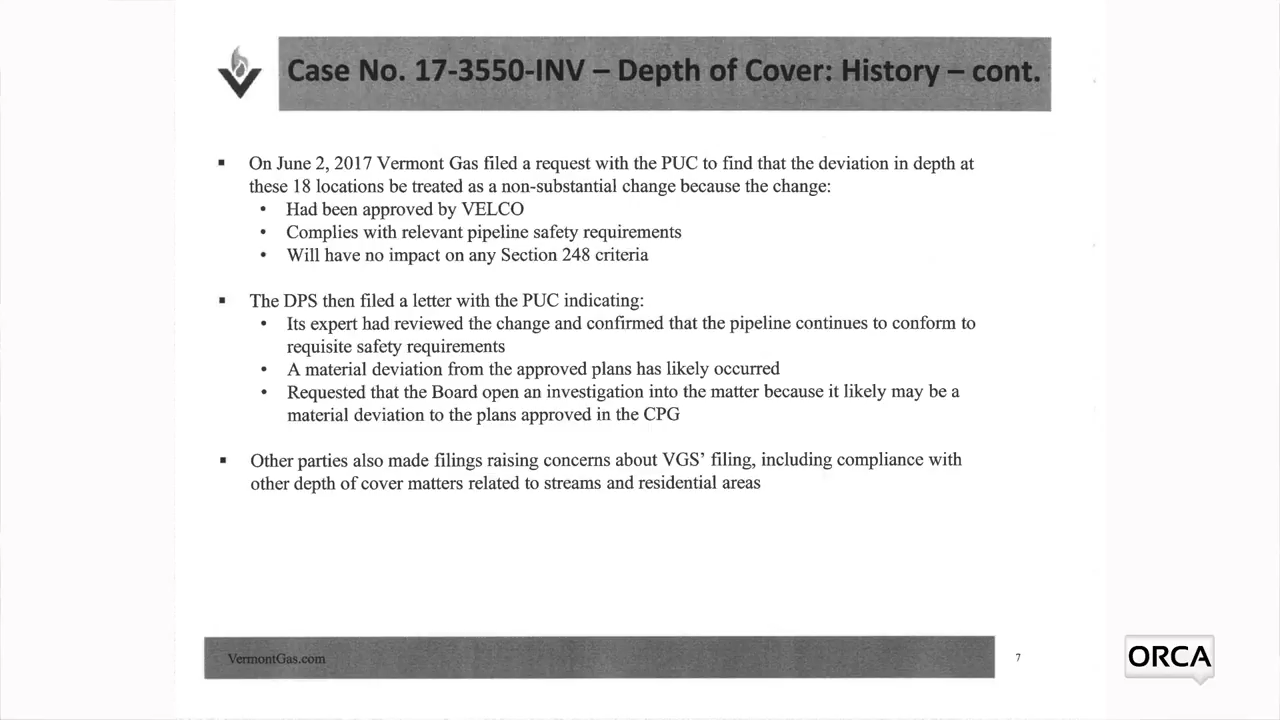 Case No. 17-3550-INV – Depth of Cover: History – cont.
▪ On June 2, 2017 Vermont Gas filed a request with the PUC to find that the deviation in depth at
these 18 locations be treated as a non-substantial change because the change:
• Had been approved by VELCO
• Complies with relevant pipeline safety requirements
• Will have no impact on any Section 248 criteria
▪ The DPS then filed a letter with the PUC indicating:
• Its expert had reviewed the change and confirmed that the pipeline continues to conform to
requisite safety requirements
• A material deviation from the approved plans has likely occurred
• Requested that the Board open an investigation into the matter because it likely may be a
material deviation to the plans approved in the CPG
▪ Other parties also made filings raising concerns about VGS’ filing, including compliance with
other depth of cover matters related to streams and residential areas
VermontGas.com
7
ORCA